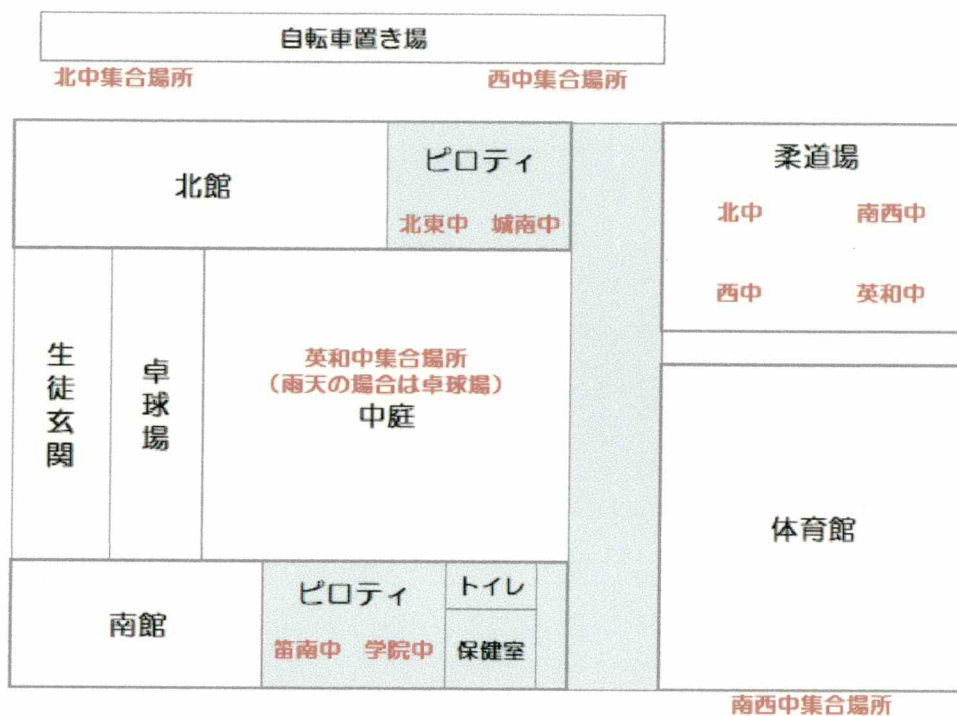 自転車置き場
北中集合場所 西中集合場所
北館
ピロティ
北東中 城南中
柔道場
北中 南西中
西中 英和中
生徒玄関
卓球場
英和中集合場所
（雨天の場合は卓球場）
中庭
体育館
南館
ピロティ
笛南中 学院中
トイレ
保健室
南西中集合場所